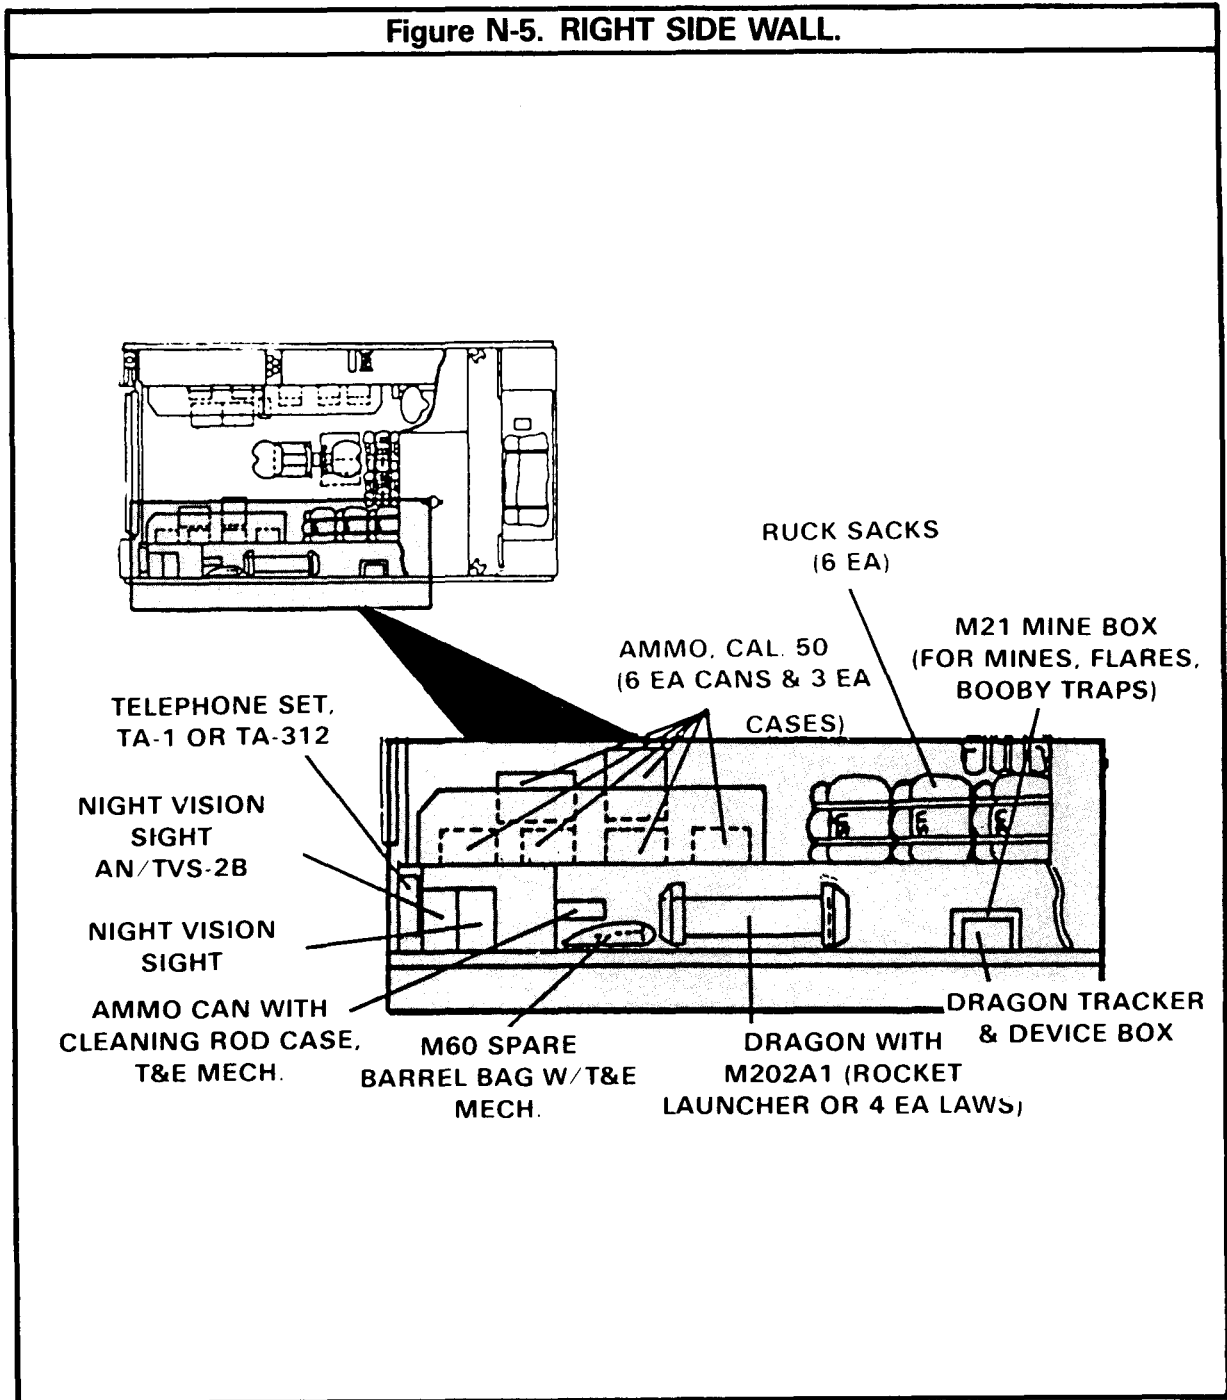 Figure N-5. RIGHT SIDE WALL.
RUCK SACKS
(6 EA)
M21 MINE BOX
(FOR MINES, FLARES,
BOOBY TRAPS)
AMMO, CAL. 50
(6 EA CANS & 3 EA
CASES)
TELEPHONE SET,
TA-1 OR TA-312
NIGHT VISION
SIGHT
AN/TVS-2B
NIGHT VISION
SIGHT
AMMO CAN WITH
CLEANING ROD CASE,
T&E MECH.
M60 SPARE
BARREL BAG W/T&E
MECH.
DRAGON WITH
M202A1 (ROCKET
LAUNCHER OR 4 EA LAWS)
DRAGON TRACKER
& DEVICE BOX
US
US
US